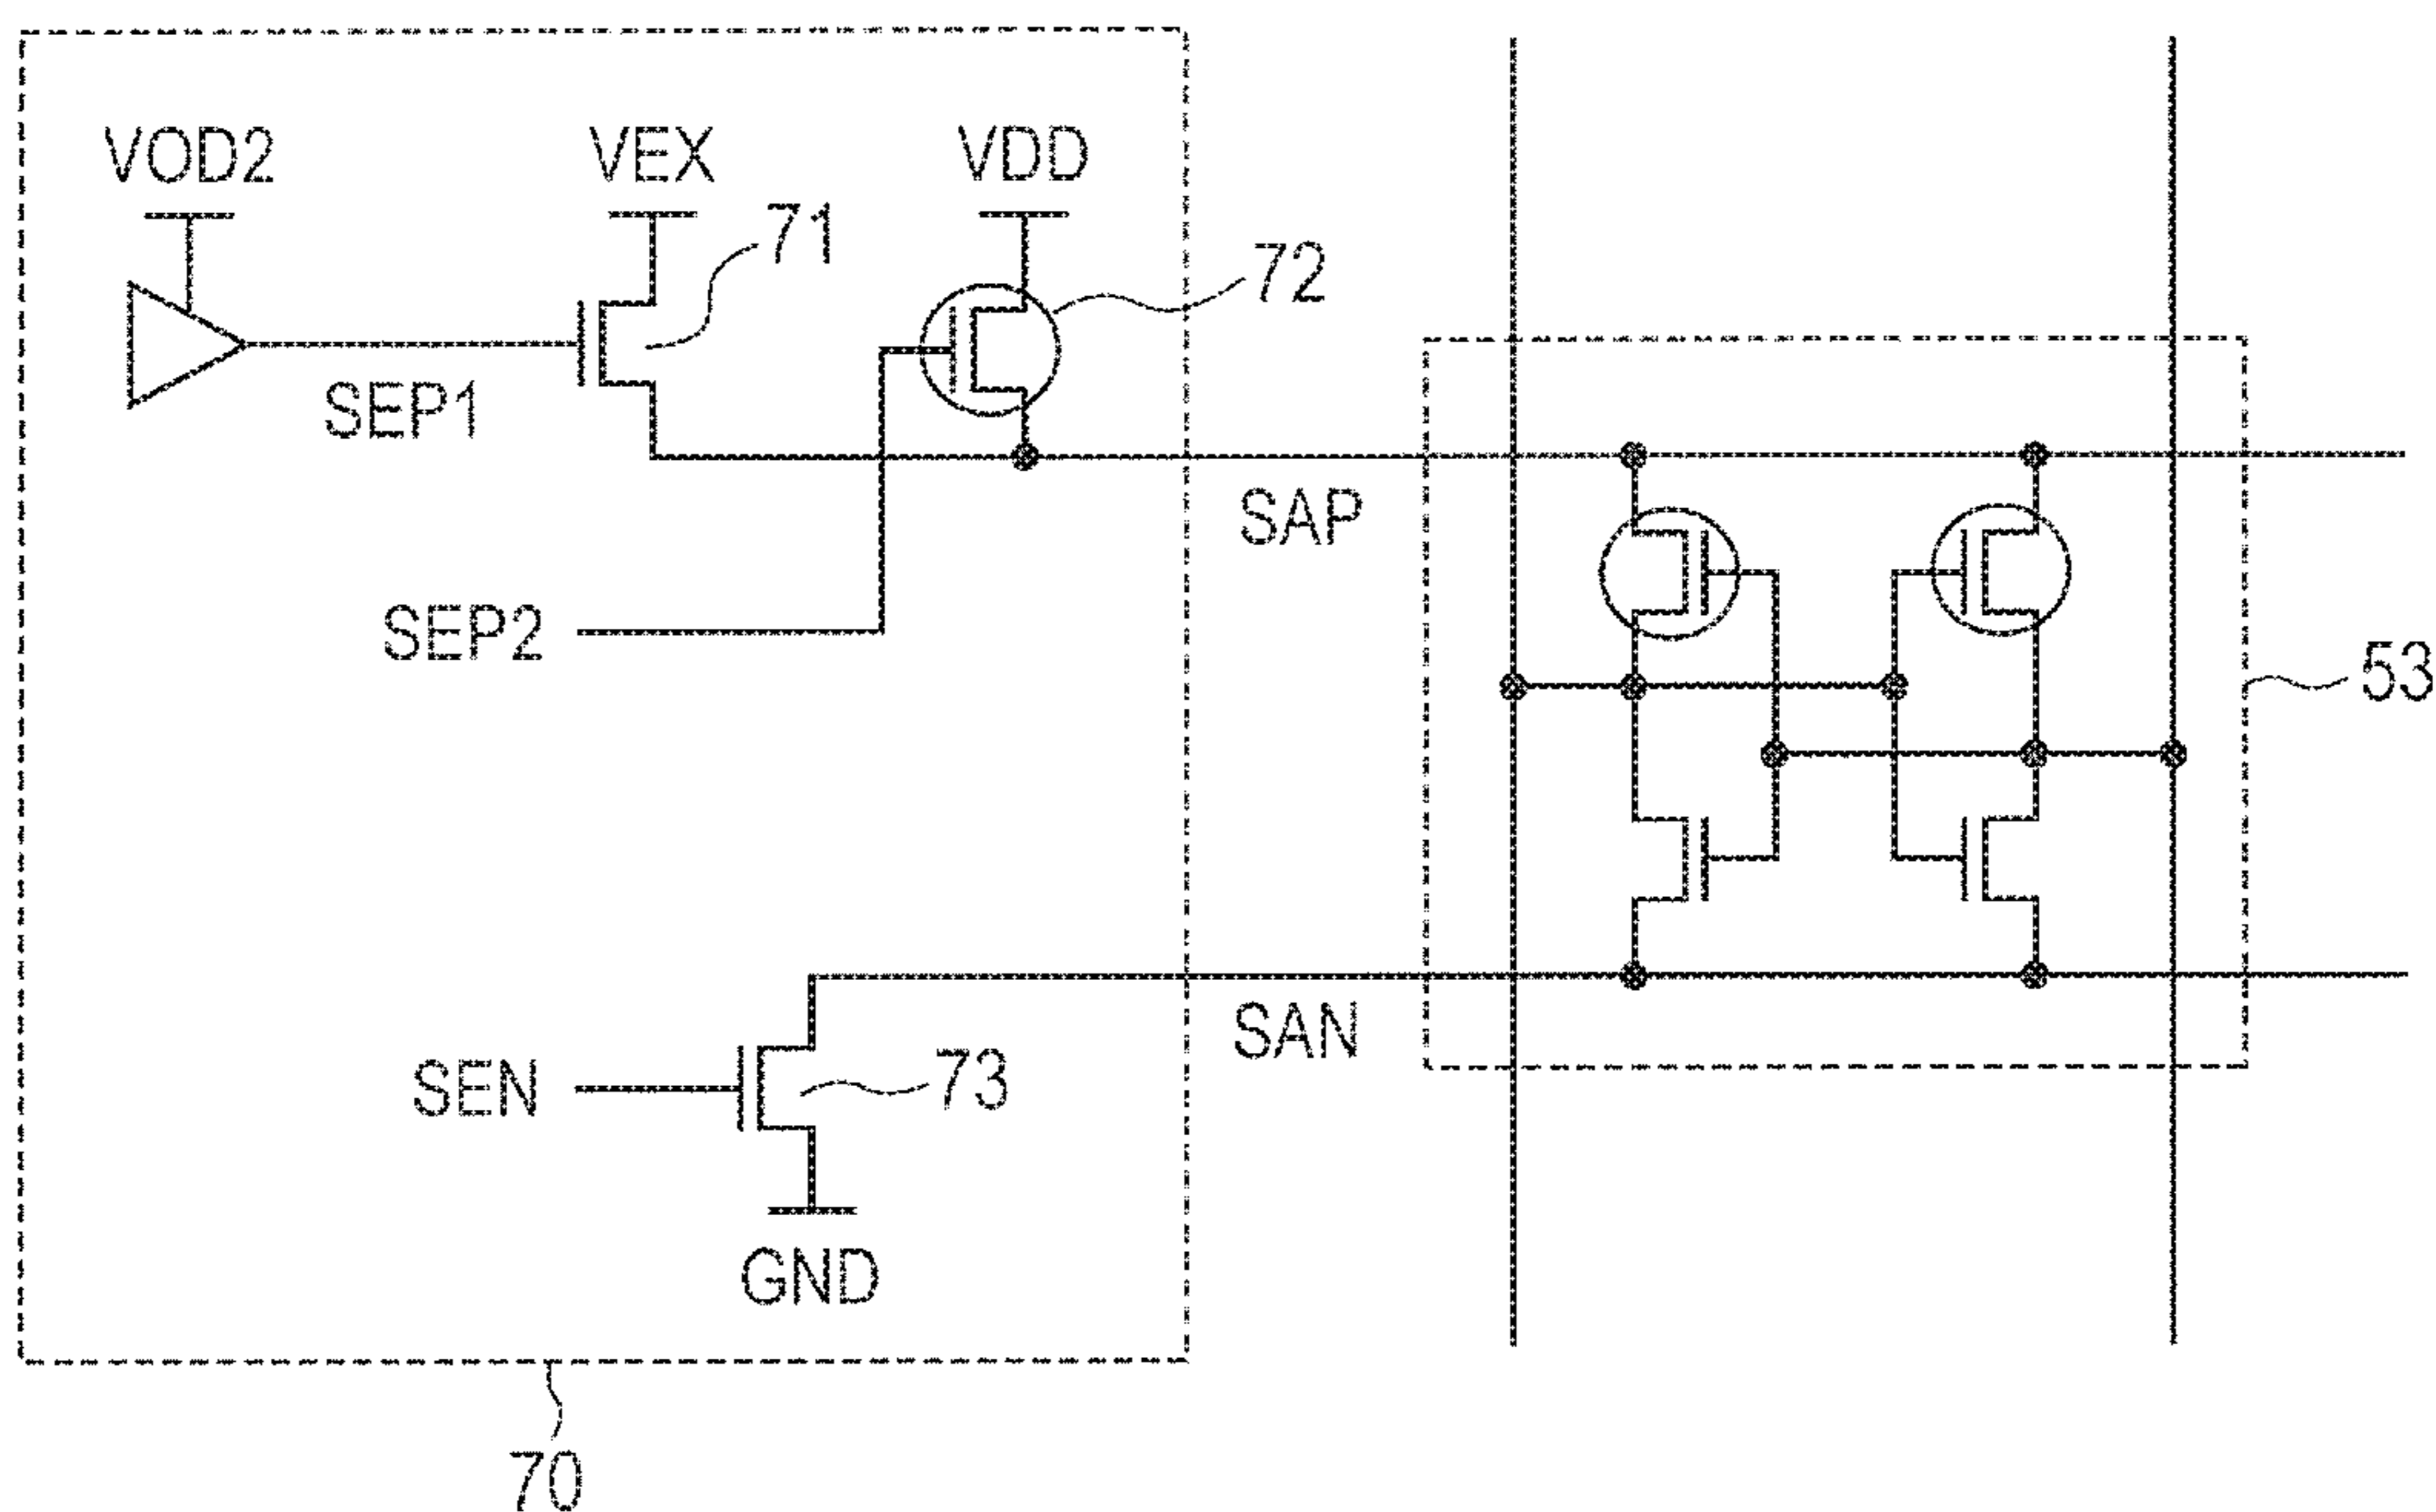 VOD2
VEX
VDD
71
72
SEP1
SAP
SEP2
53
SAN
SEN
73
GND
70